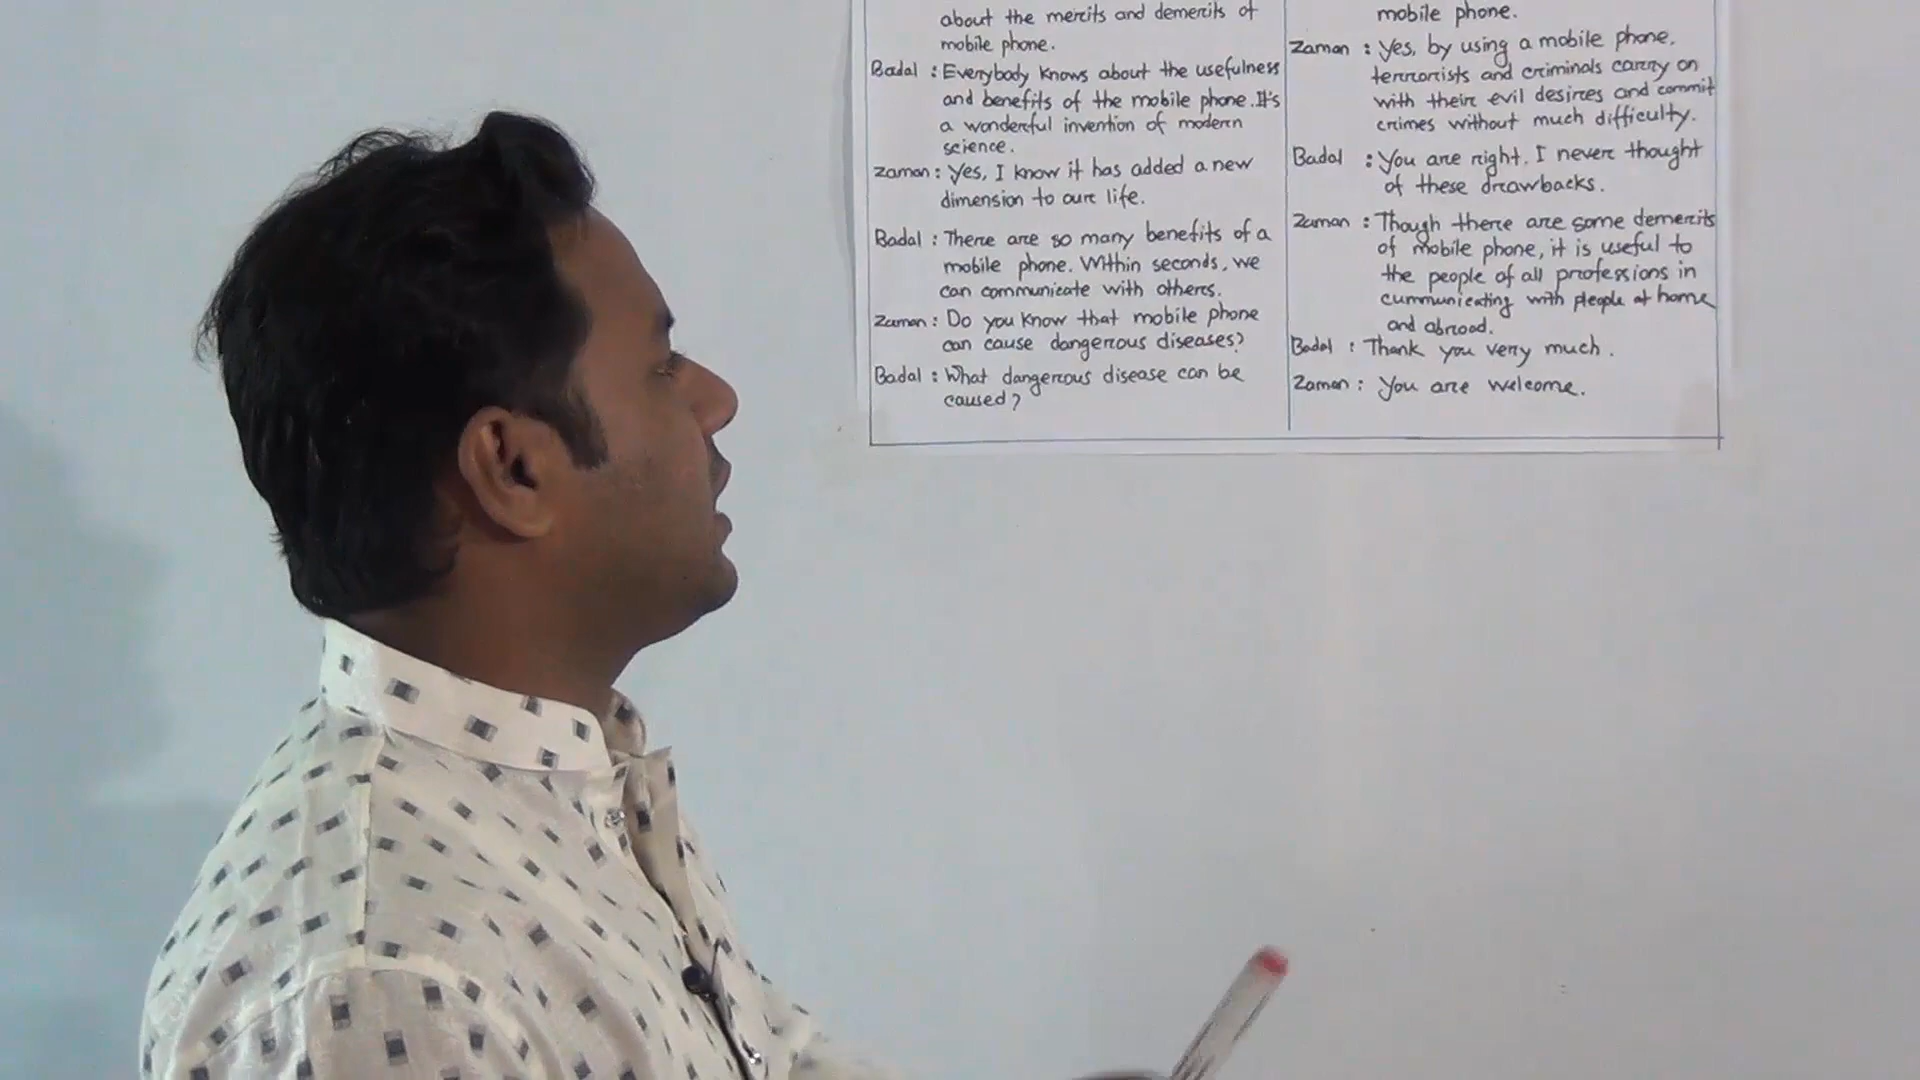 about the merits and demerits of
mobile phone.
Badal : Everybody knows about the usefulness
and benefits of the mobile phone. It's
a wonderful invention of modern
science.
Zaman : Yes, I know it has added a new
dimension to our life.
Badal : There are so many benefits of a
mobile phone. Within seconds, we
can communicate with others.
Zaman : Do you know that mobile phone
can cause dangerous diseases?
Badal : What dangerous disease can be
caused?
mobile phone.
Zaman : Yes, by using a mobile phone,
terrorists and criminals carry on
with their evil desires and commit
crimes without much difficulty.
Badal : You are right. I never thought
of these drawbacks.
Zaman : Though there are some demerits
of mobile phone, it is useful to
the people of all professions in
cummunicating with pleople at home
and abroad.
Badal : Thank you very much.
Zaman : You are welcome.